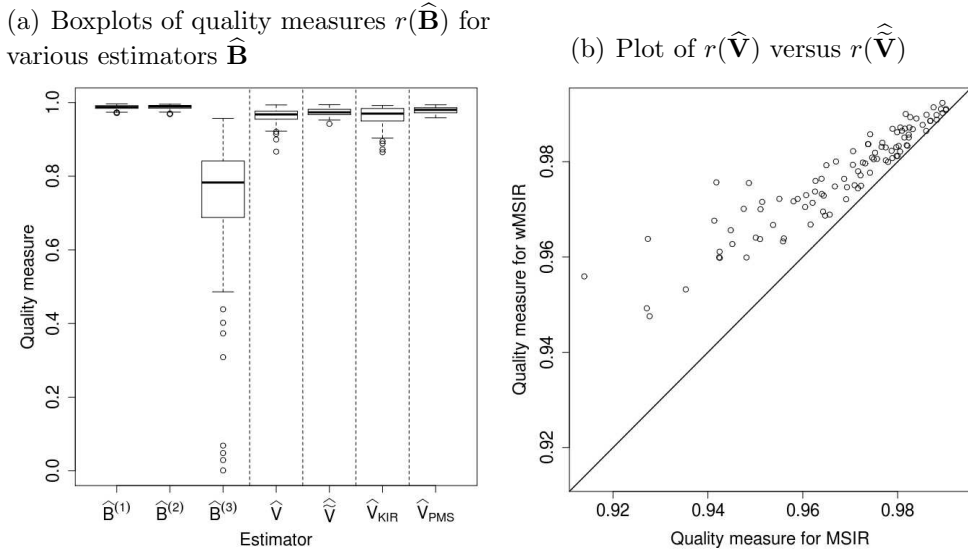 (a) Boxplots of quality measures r(B̂) for
various estimators B̂
(b) Plot of r(V̂) versus r(Ṽ̂)
Quality measure
1.0
0.8
0.6
0.4
0.2
0.0
B̂(1) B̂(2) B̂(3) V̂ Ṽ̂ V̂KIR V̂PMS
Estimator
Quality measure for wMSIR
0.98
0.96
0.94
0.92
0.92 0.94 0.96 0.98
Quality measure for MSIR